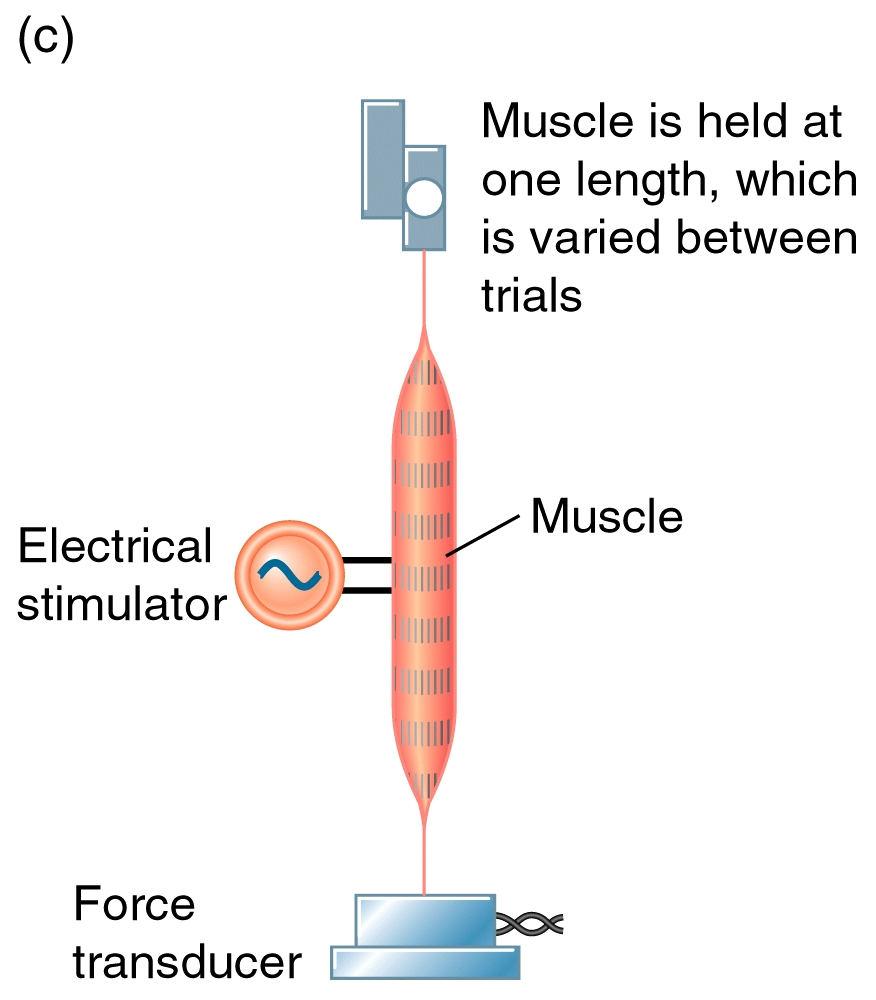 (c)
Muscle is held at
one length, which
is varied between
trials
Muscle
Electrical
stimulator
Force
transducer